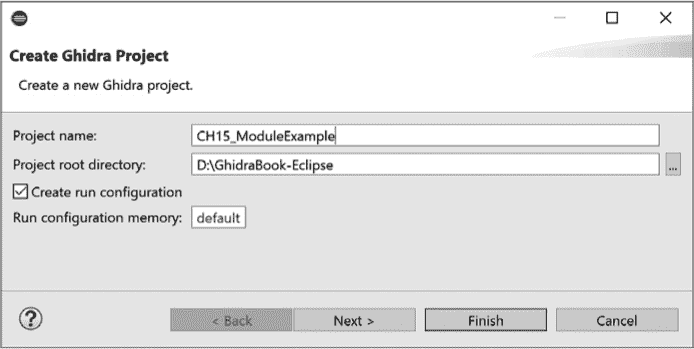 Create Ghidra Project
Create a new Ghidra project.
Project name: CH15_ModuleExample
Project root directory: D:\GhidraBook-Eclipse ...
Create run configuration
Run configuration memory: default
? < Back Next > Finish Cancel